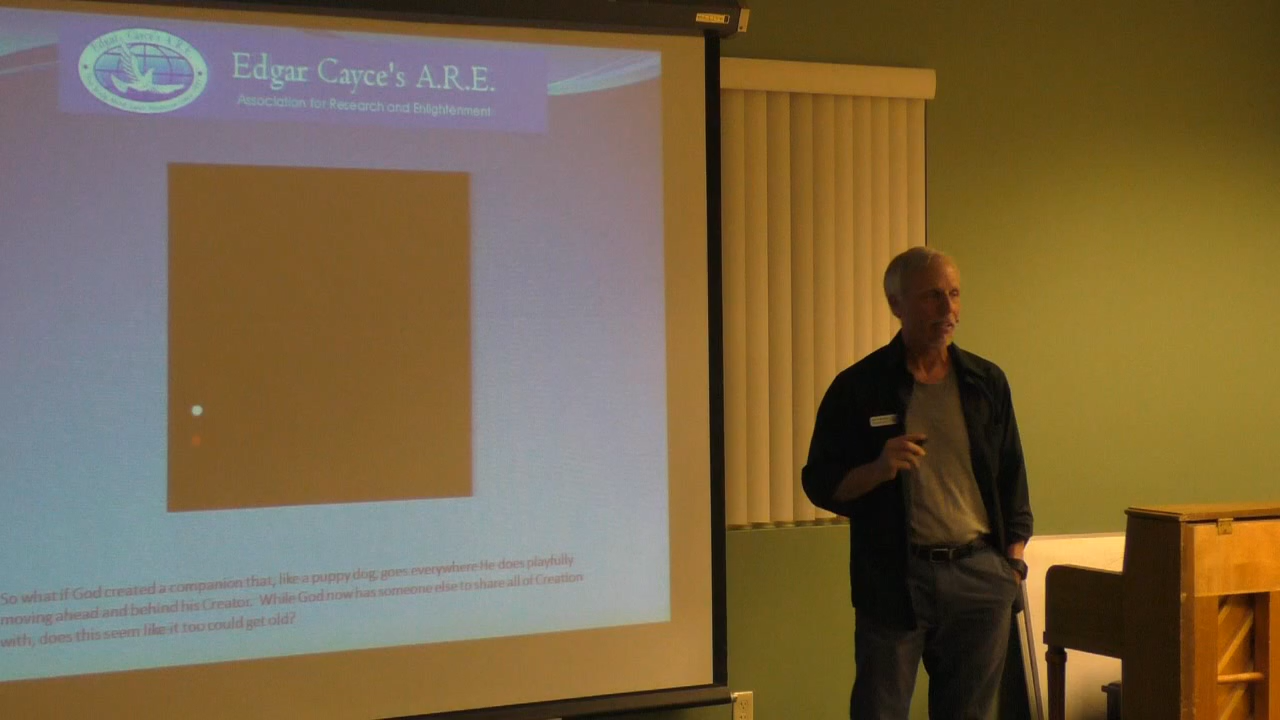 Edgar Cayce's A.R.E.
Edgar Cayce's A.R.E.
Association for Research and Enlightenment
So what if God created a companion that, like a puppy dog, goes everywhere He does playfully
moving ahead and behind his Creator. While God now has someone else to share all of Creation
with, does this seem like it too could get old?